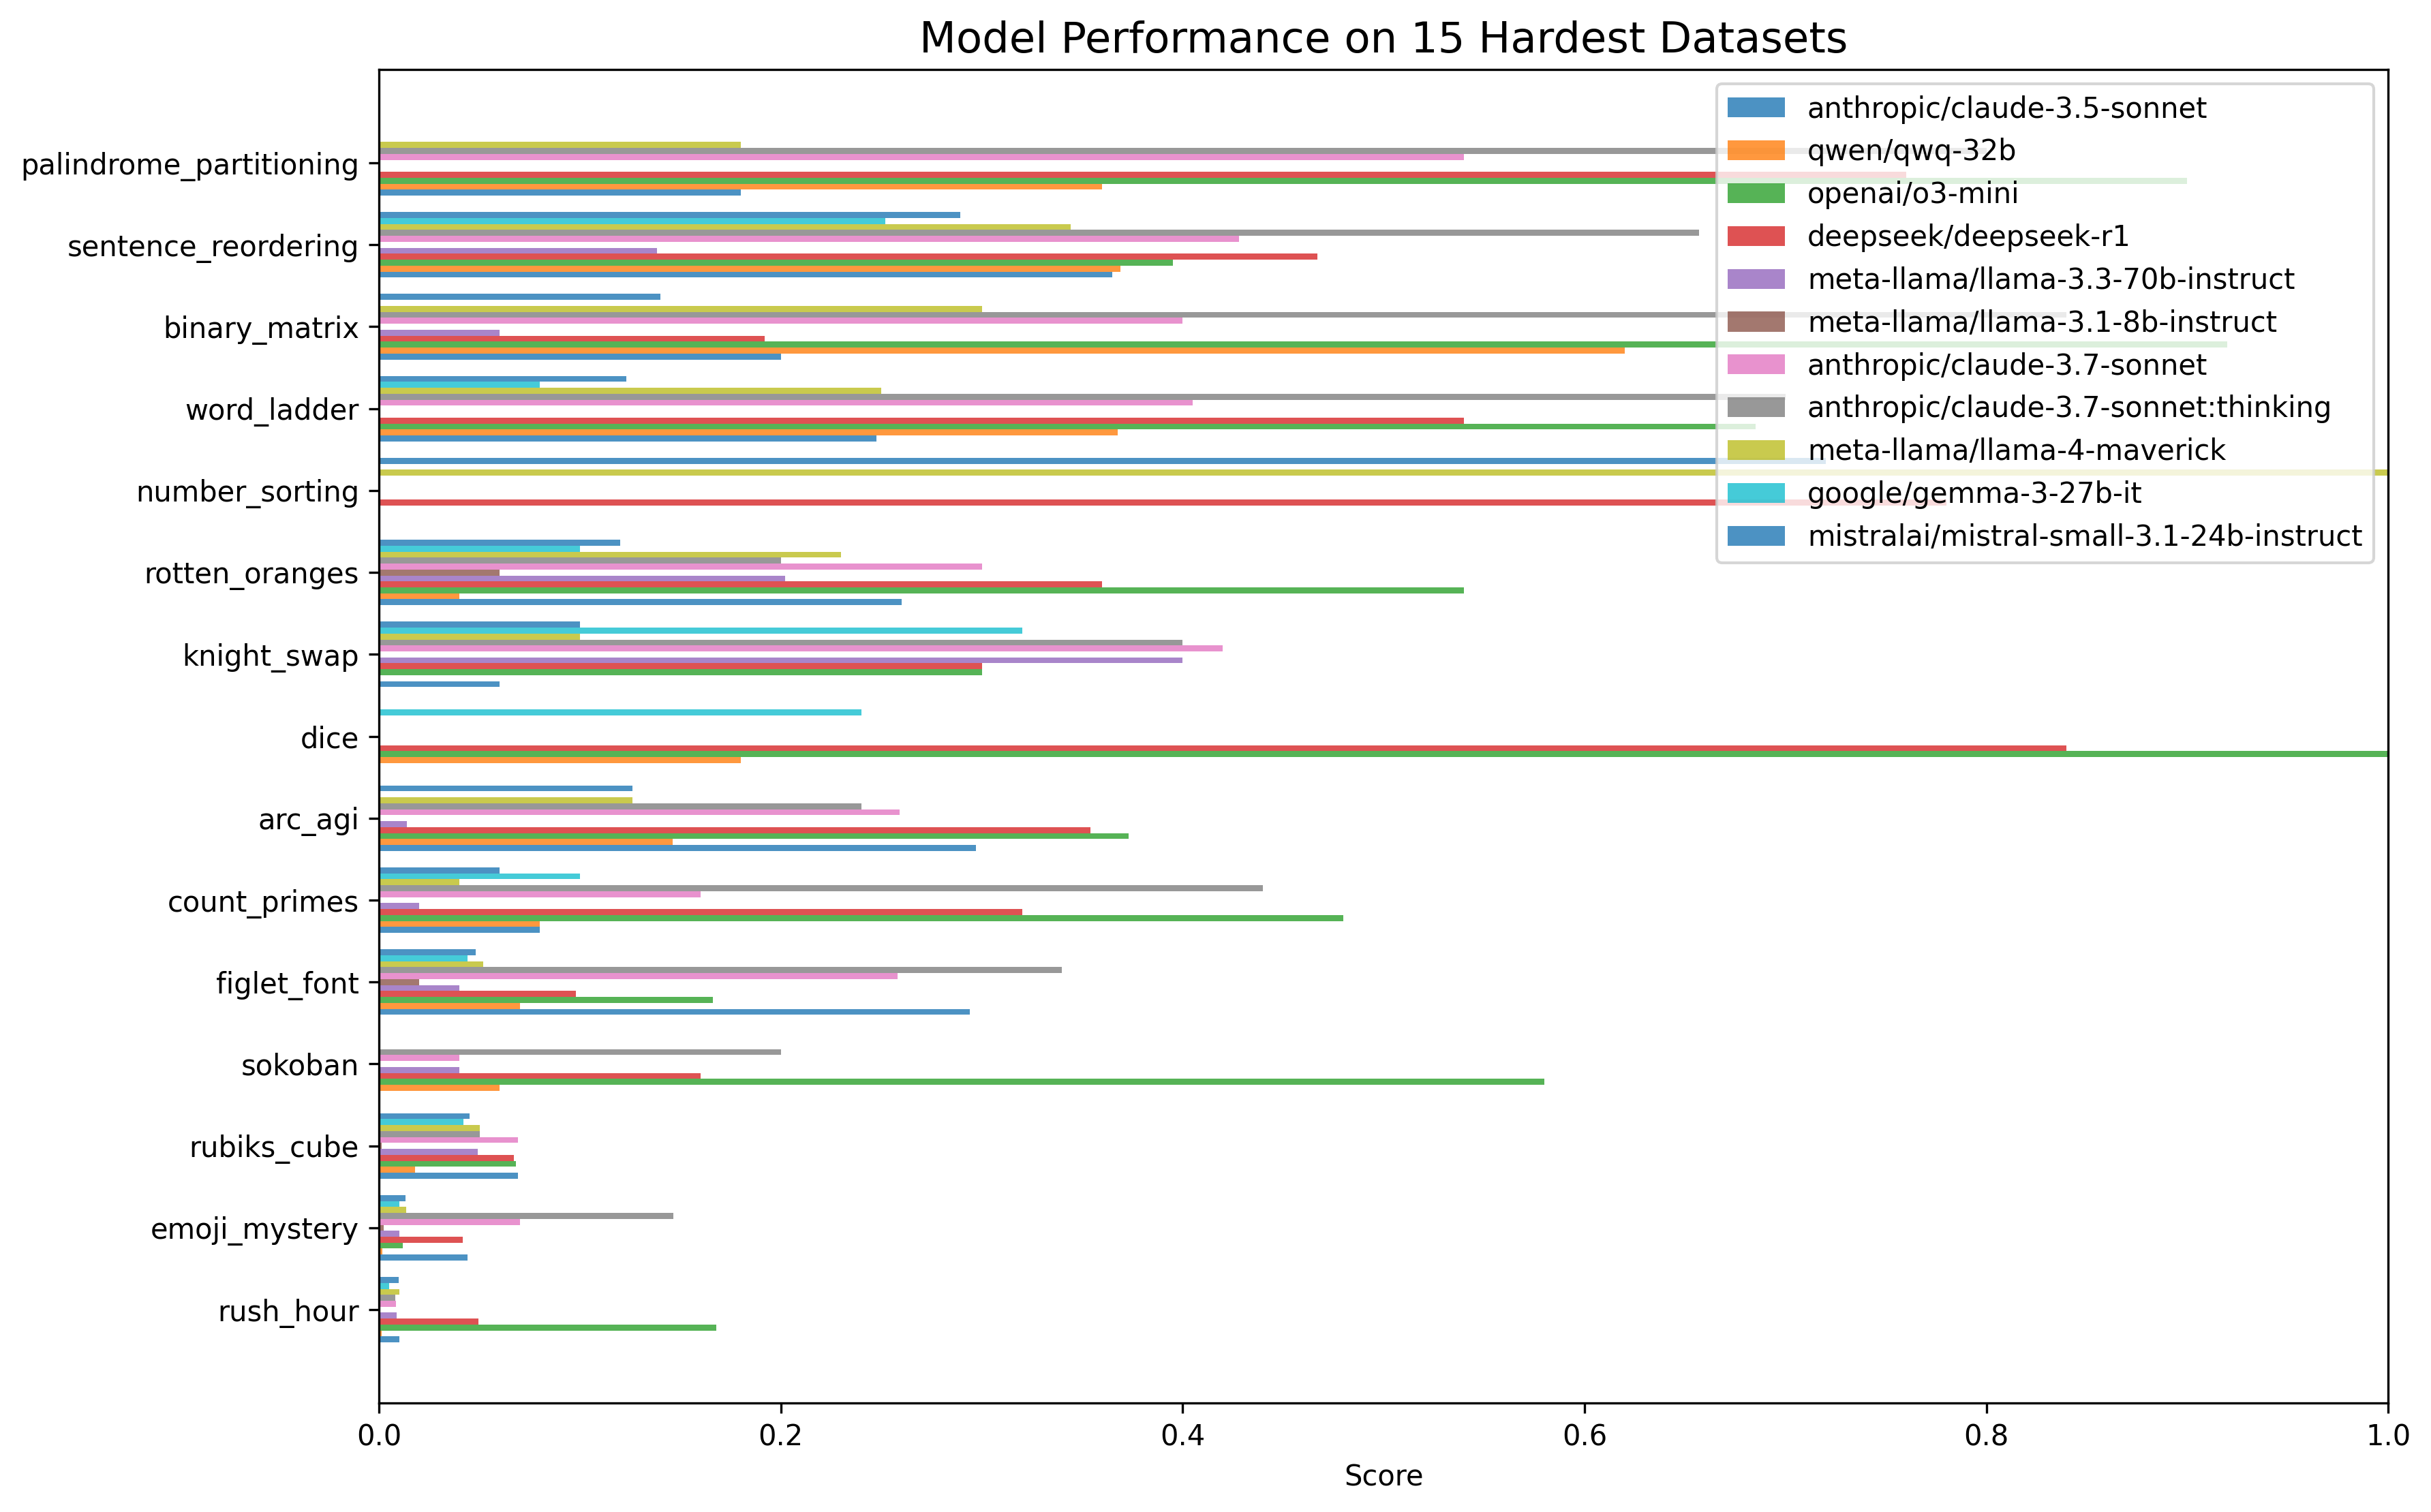 Model Performance on 15 Hardest Datasets
anthropic/claude-3.5-sonnet
qwen/qwq-32b
openai/o3-mini
deepseek/deepseek-r1
meta-llama/llama-3.3-70b-instruct
meta-llama/llama-3.1-8b-instruct
anthropic/claude-3.7-sonnet
anthropic/claude-3.7-sonnet:thinking
meta-llama/llama-4-maverick
google/gemma-3-27b-it
mistralai/mistral-small-3.1-24b-instruct
palindrome_partitioning
sentence_reordering
binary_matrix
word_ladder
number_sorting
rotten_oranges
knight_swap
dice
arc_agi
count_primes
figlet_font
sokoban
rubiks_cube
emoji_mystery
rush_hour
0.0 0.2 0.4 0.6 0.8 1.0
Score